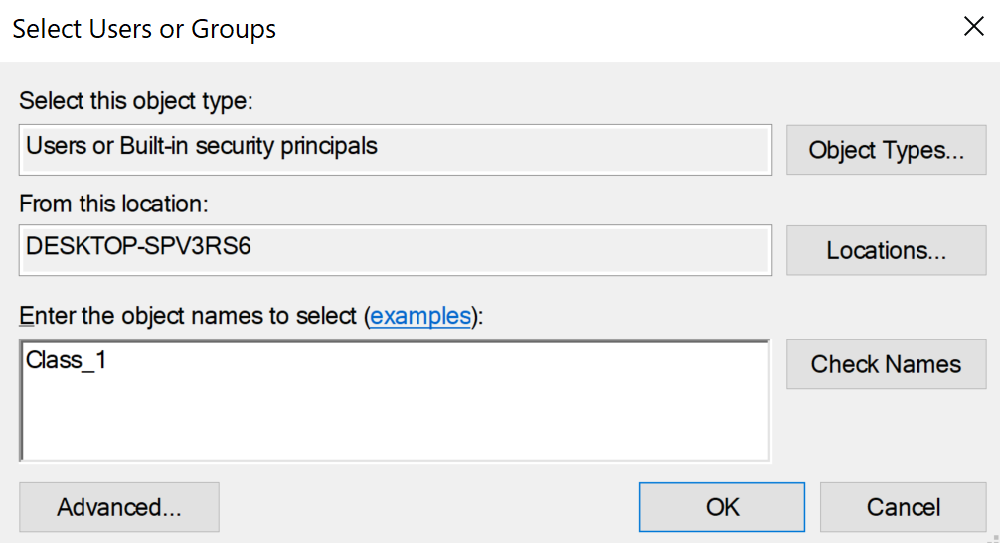 Select Users or Groups
Select this object type:
Users or Built-in security principals
Object Types...
From this location:
DESKTOP-SPV3RS6
Locations...
Enter the object names to select (examples):
Class_1
Check Names
Advanced...
OK
Cancel